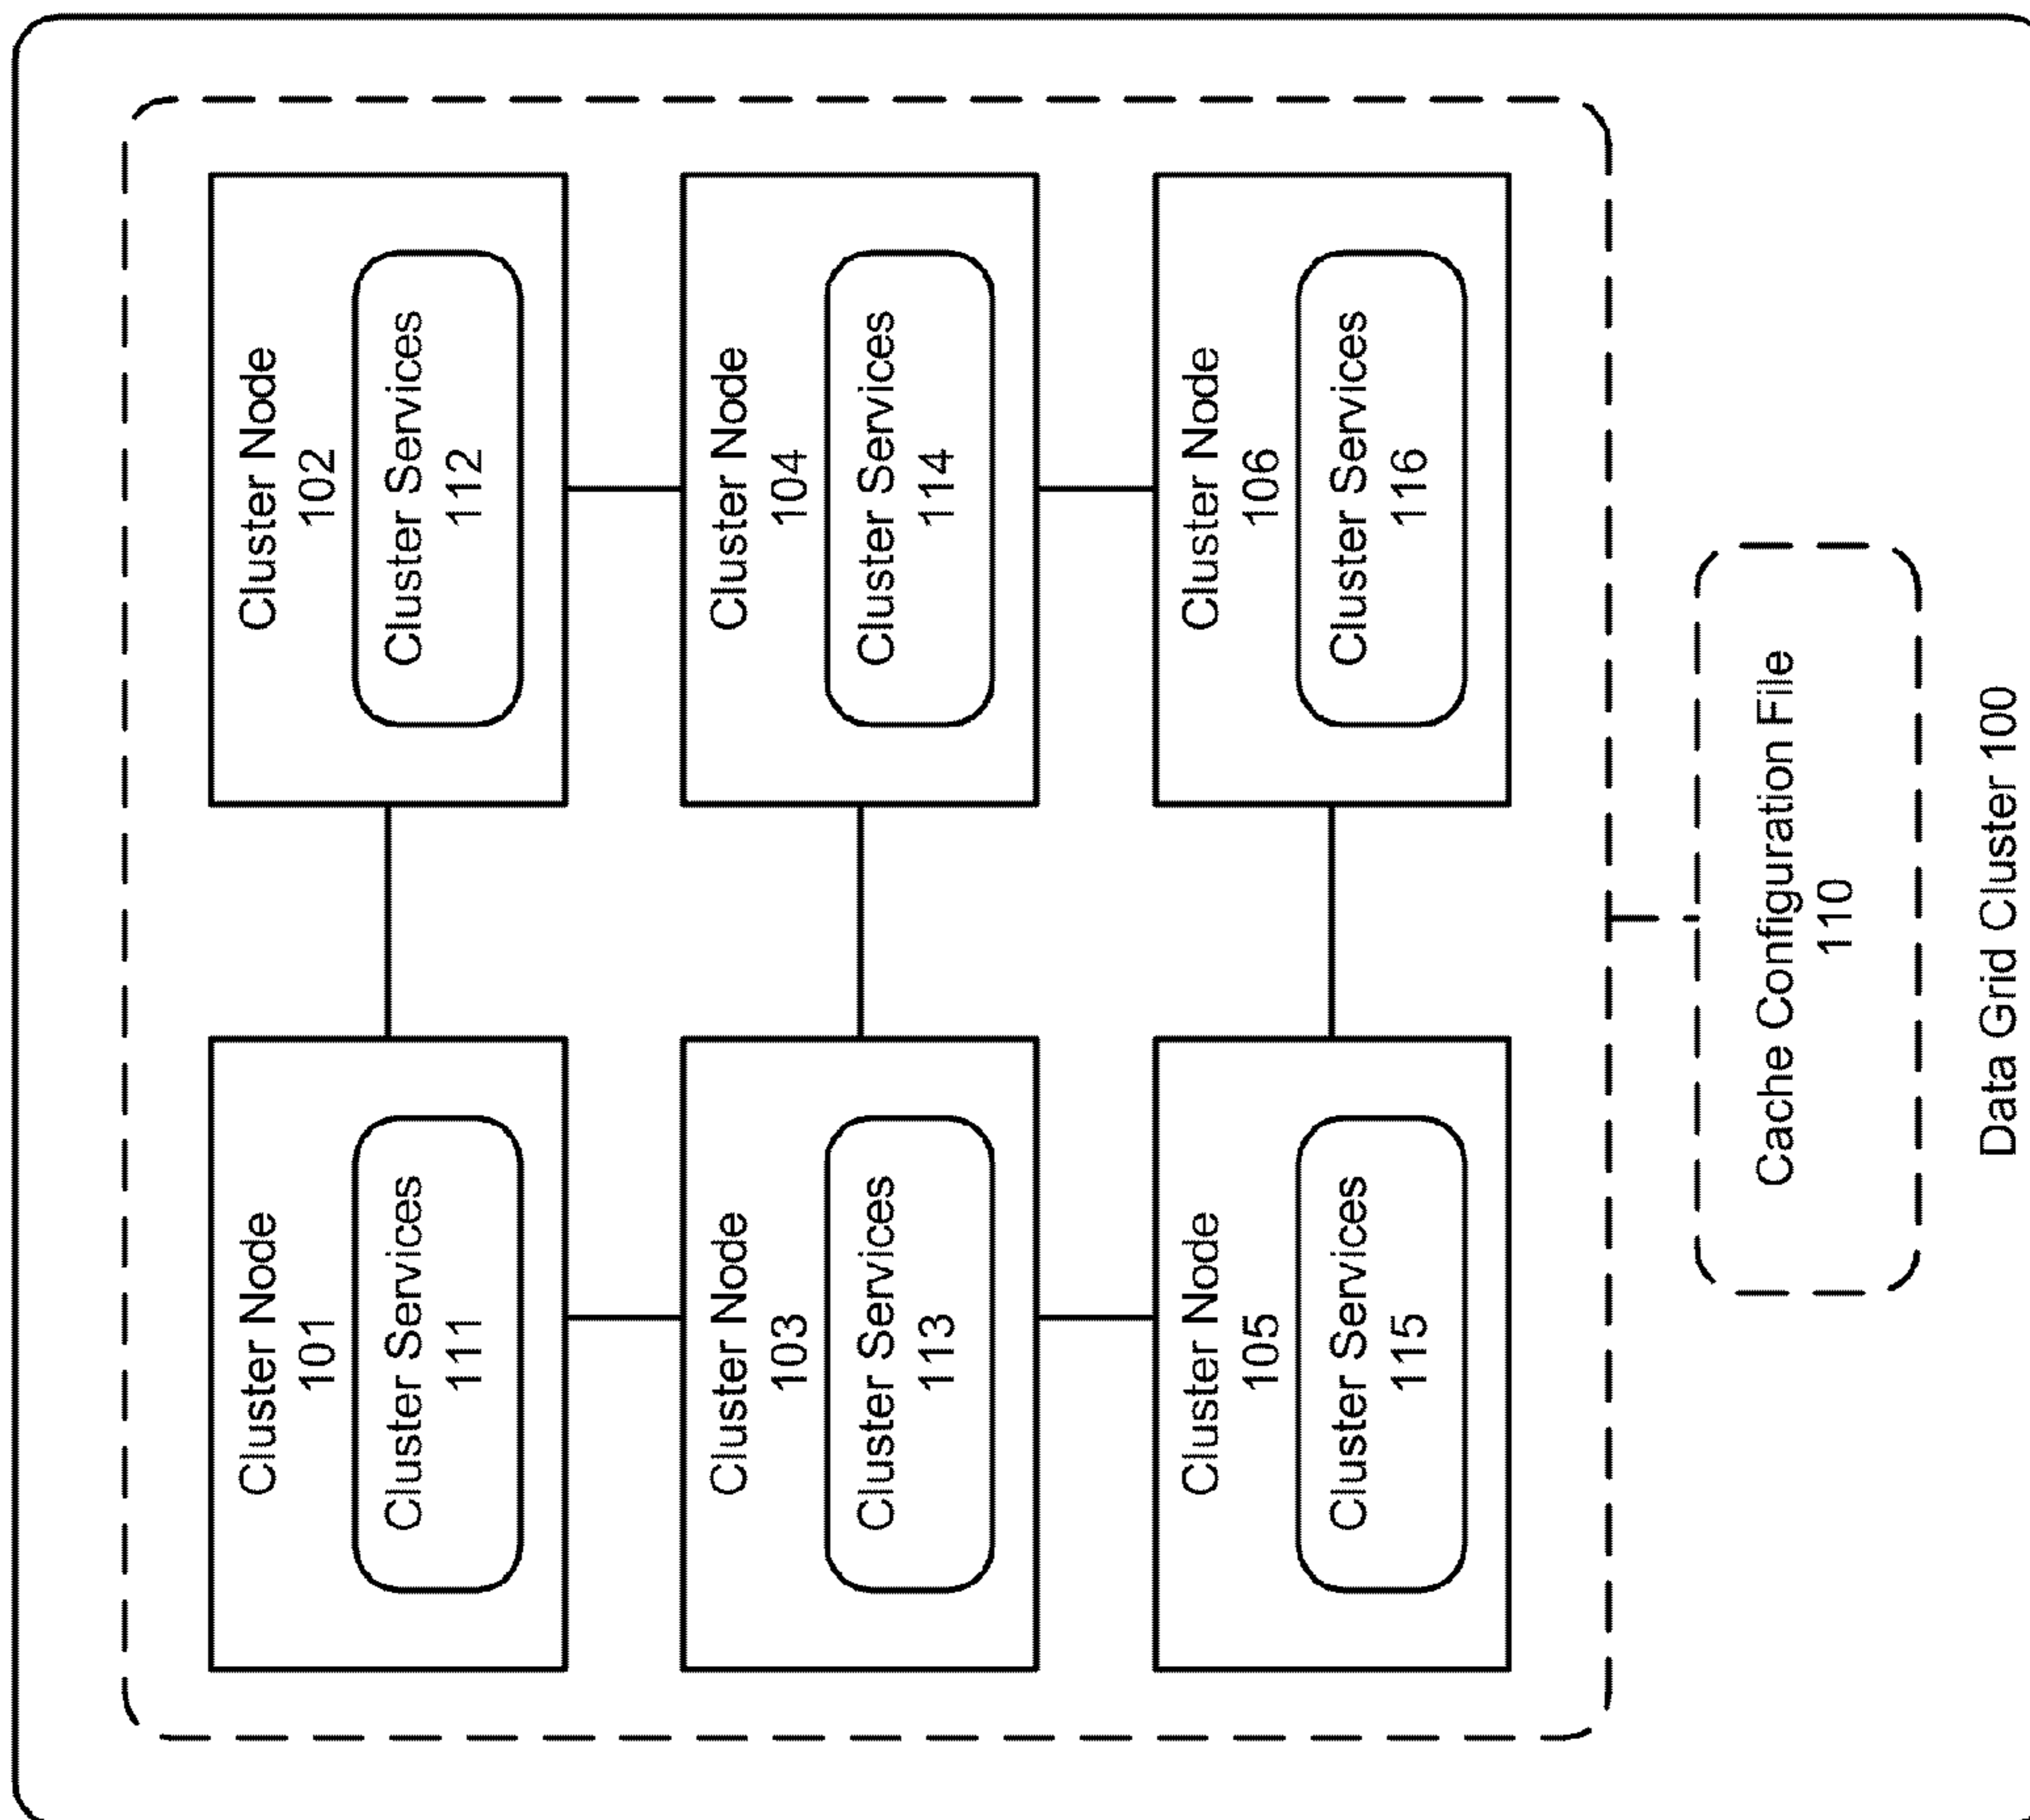 Cluster Node
101
Cluster Services
111
Cluster Node
102
Cluster Services
112
Cluster Node
103
Cluster Services
113
Cluster Node
104
Cluster Services
114
Cluster Node
105
Cluster Services
115
Cluster Node
106
Cluster Services
116
Cache Configuration File
110
Data Grid Cluster 100